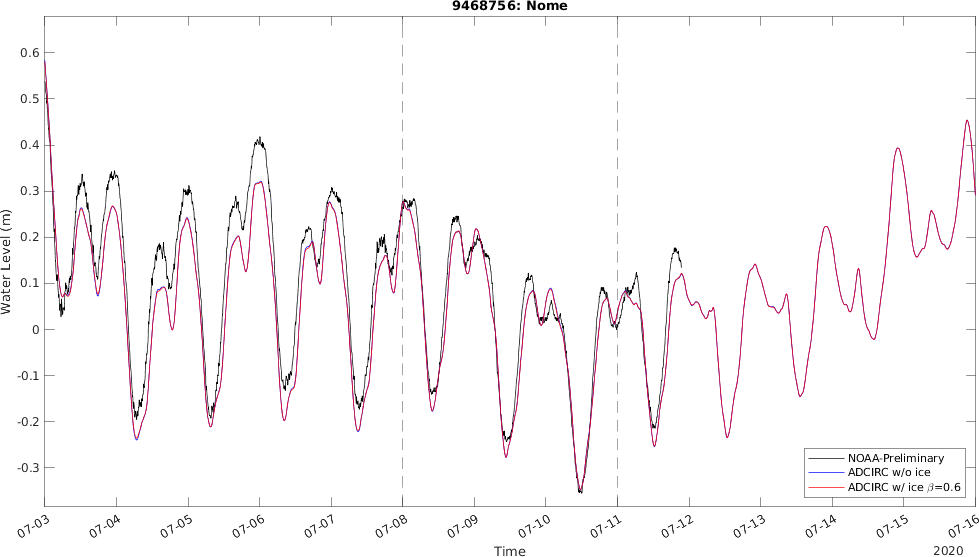 9468756: Nome
Water Level (m)
0.6
0.5
0.4
0.3
0.2
0.1
0
-0.1
-0.2
-0.3
NOAA-Preliminary
ADCIRC w/o ice
ADCIRC w/ ice β=0.6
07-03 07-04 07-05 07-06 07-07 07-08 07-09 07-10 07-11 07-12 07-13 07-14 07-15 07-16
Time
2020